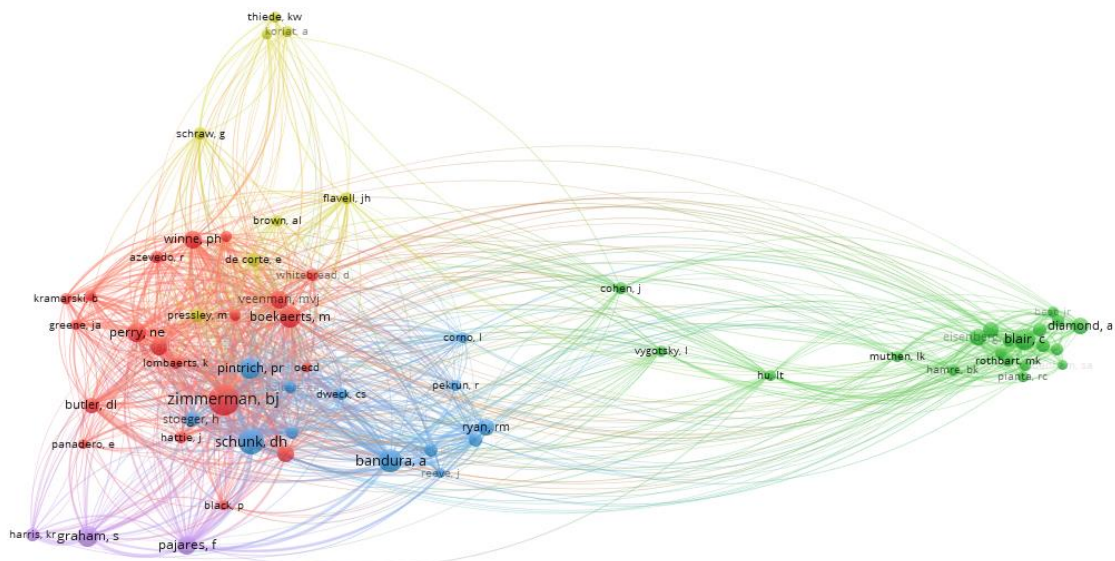 thiede, kw
koriat, a
schraw, g
flavell, jh
brown, al
winne, ph
azevedo, r
de corte, e
whitebread, d
cohen, j
kramarski, b
veenman, mvj
pressley, m
boekaerts, m
greene, ja
perry, ne
best, jr
diamond, a
eisenberg
blair, c
corno, l
vygotsky, l
muthen, lk
rothbart, mk
lombaerts, k
pintrich, pr
oecd
hamre, bk
pianta, rc
hu, lt
pekrun, r
dweck, cs
zimmerman, bj
butler, dl
stoeger, h
ryan, rm
hattie, j
schunk, dh
panadero, e
bandura, a
reeve, j
black, p
harris, kr
graham, s
pajares, f